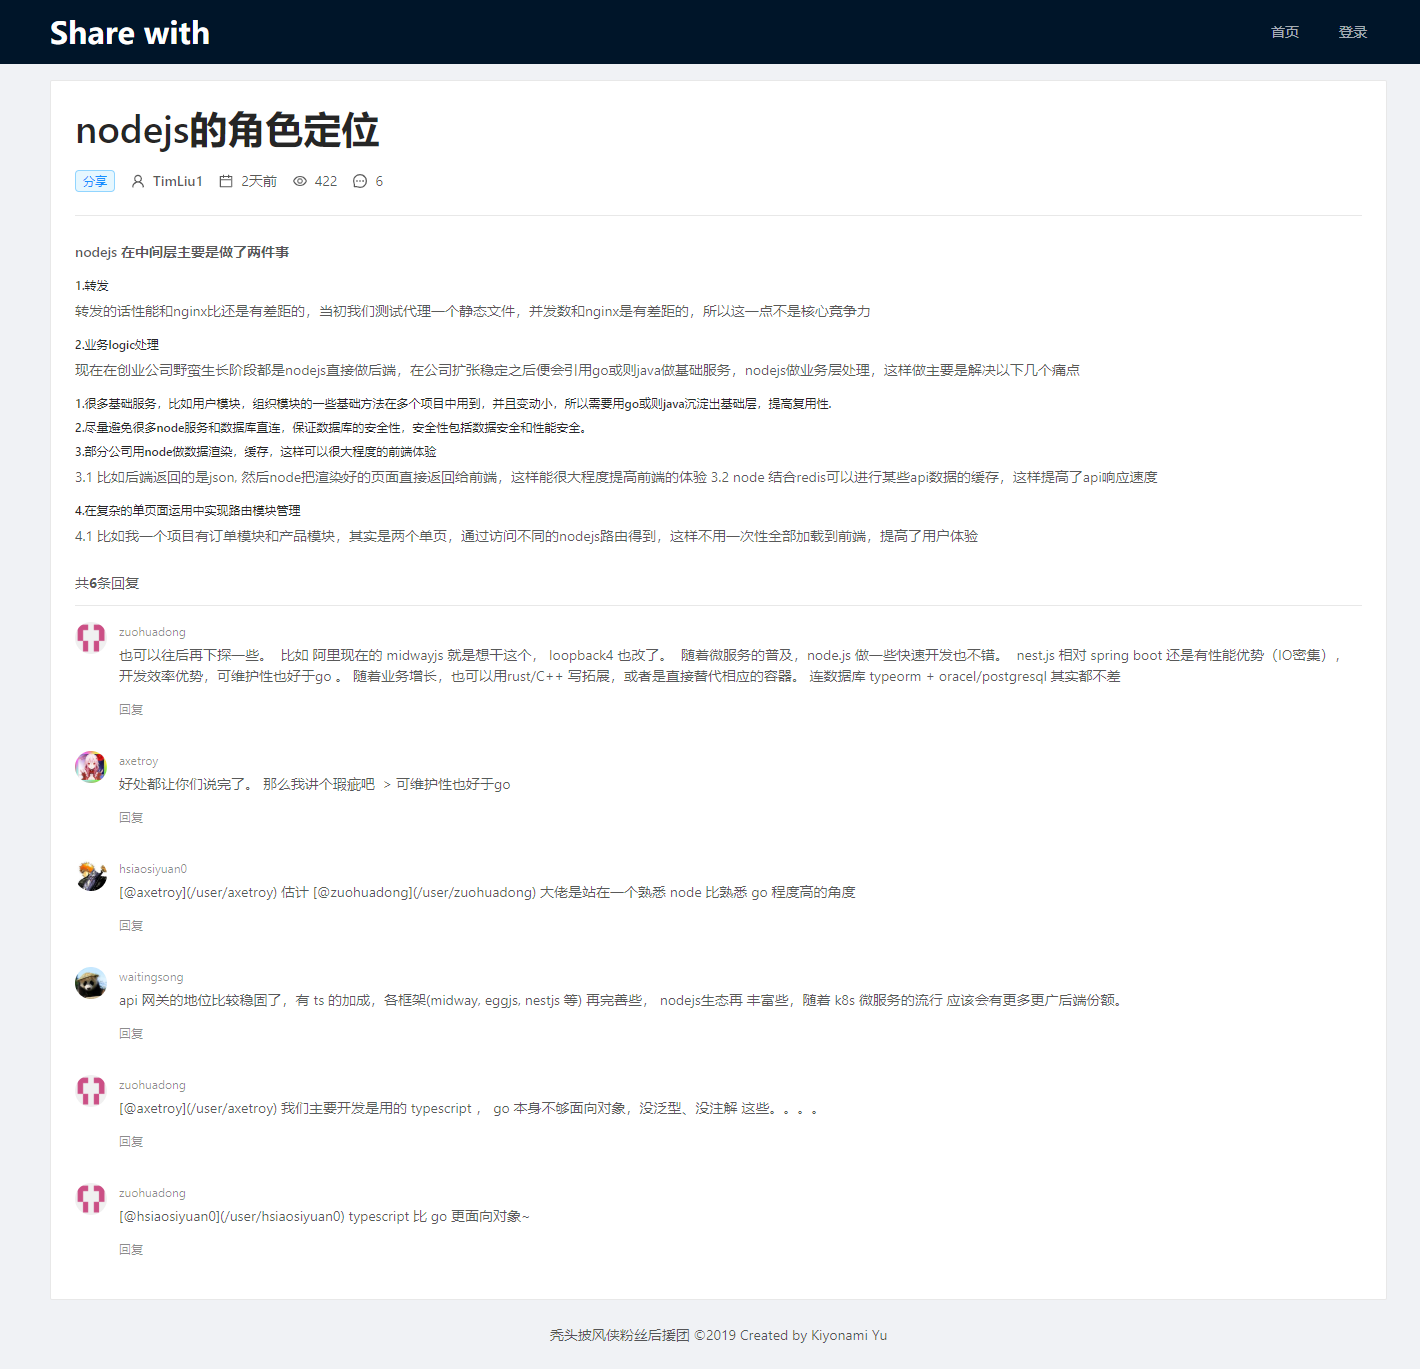 Share with
首页 登录
nodejs的角色定位
分享 TimLiu1 2天前 422 6
nodejs 在中间层主要是做了两件事
1.转发
转发的话性能和nginx比还是有差距的，当初我们测试代理一个静态文件，并发数和nginx是有差距的，所以这一点不是核心竞争力
2.业务logic处理
现在在创业公司野蛮生长阶段都是nodejs直接做后端，在公司扩张稳定之后便会引用go或则java做基础服务，nodejs做业务层处理，这样做主要是解决以下几个痛点
1.很多基础服务，比如用户模块，组织模块的一些基础方法在多个项目中用到，并且变动小，所以需要用go或则java沉淀出基础层，提高复用性.
2.尽量避免很多node服务和数据库直连，保证数据库的安全性，安全性包括数据安全和性能安全。
3.部分公司用node做数据渲染，缓存，这样可以很大程度的前端体验
3.1 比如后端返回的是json, 然后node把渲染好的页面直接返回给前端，这样能很大程度提高前端的体验 3.2 node 结合redis可以进行某些api数据的缓存，这样提高了api响应速度
4.在复杂的单页面运用中实现路由模块管理
4.1 比如我一个项目有订单模块和产品模块，其实是两个单页，通过访问不同的nodejs路由得到，这样不用一次性全部加载到前端，提高了用户体验
共6条回复
zuohuadong
也可以往后再下探一些。 比如 阿里现在的 midwayjs 就是想干这个， loopback4 也改了。 随着微服务的普及，node.js 做一些快速开发也不错。 nest.js 相对 spring boot 还是有性能优势（IO密集），
开发效率优势，可维护性也好于go 。 随着业务增长，也可以用rust/C++ 写拓展，或者是直接替代相应的容器。 连数据库 typeorm + oracel/postgresql 其实都不差
回复
axetroy
好处都让你们说完了。 那么我讲个瑕疵吧 > 可维护性也好于go
回复
hsiaosiyuan0
[@axetroy](/user/axetroy) 估计 [@zuohuadong](/user/zuohuadong) 大佬是站在一个熟悉 node 比熟悉 go 程度高的角度
回复
waitingsong
api 网关的地位比较稳固了，有 ts 的加成，各框架(midway, eggjs, nestjs 等) 再完善些， nodejs生态再 丰富些，随着 k8s 微服务的流行 应该会有更多更广后端份额。
回复
zuohuadong
[@axetroy](/user/axetroy) 我们主要开发是用的 typescript ， go 本身不够面向对象，没泛型、没注解 这些。。。。
回复
zuohuadong
[@hsiaosiyuan0](/user/hsiaosiyuan0) typescript 比 go 更面向对象~
回复
秃头披风侠粉丝后援团 ©2019 Created by Kiyonami Yu